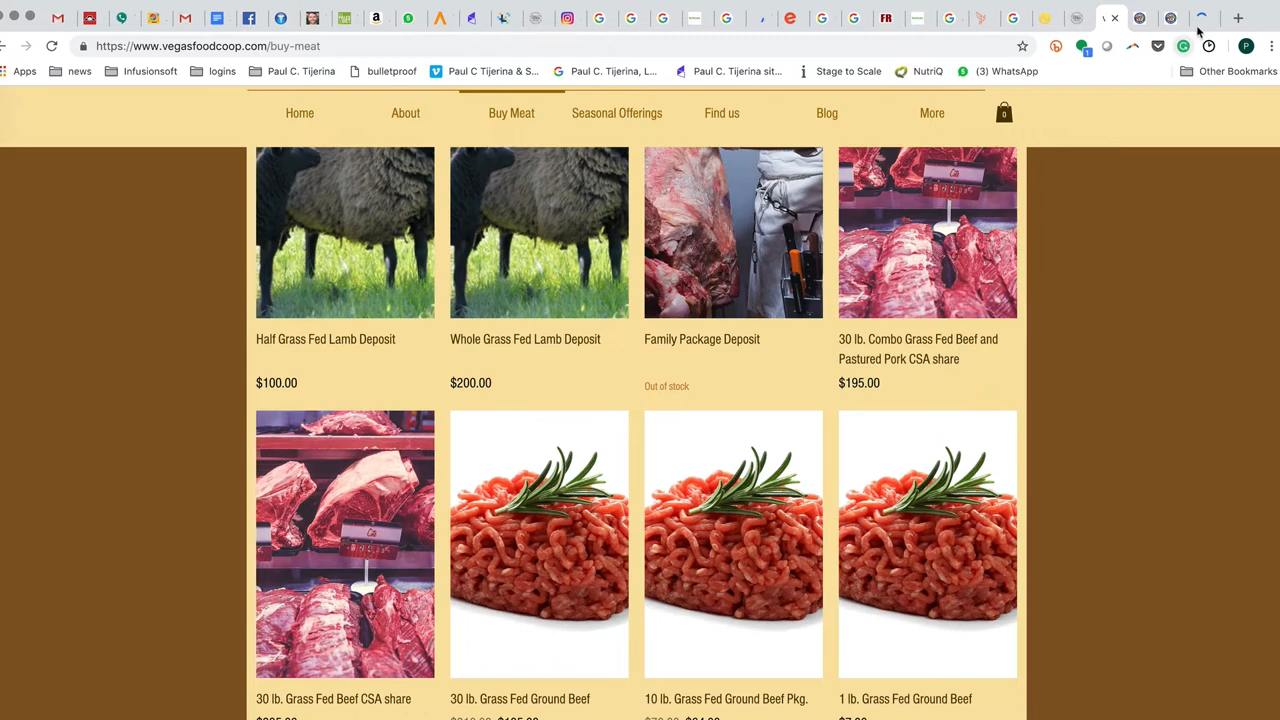 https://www.vegasfoodcoop.com/buy-meat
Apps news Infusionsoft logins Paul C. Tijerina bulletproof Paul C. Tijerina & S... Paul C. Tijerina, L... Paul C. Tijerina sit... Stage to Scale NutriQ (3) WhatsApp Other Bookmarks
Home About Buy Meat Seasonal Offerings Find us Blog More 0
Half Grass Fed Lamb Deposit
$100.00
Whole Grass Fed Lamb Deposit
$200.00
Family Package Deposit
Out of stock
30 lb. Combo Grass Fed Beef and
Pastured Pork CSA share
$195.00
30 lb. Grass Fed Beef CSA share
30 lb. Grass Fed Ground Beef
10 lb. Grass Fed Ground Beef Pkg.
1 lb. Grass Fed Ground Beef